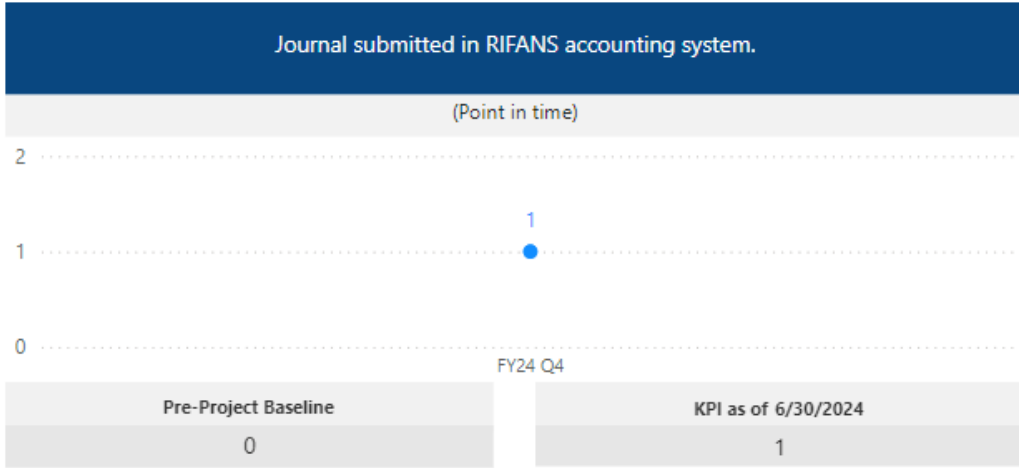 Journal submitted in RIFANS accounting system.
(Point in time)
2
1
1
0
FY24 Q4
Pre-Project Baseline
KPI as of 6/30/2024
0
1